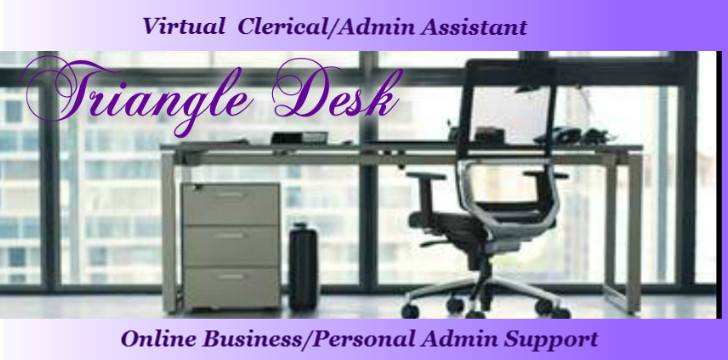 Virtual Clerical/Admin Assistant
Triangle Desk
Online Business/Personal Admin Support